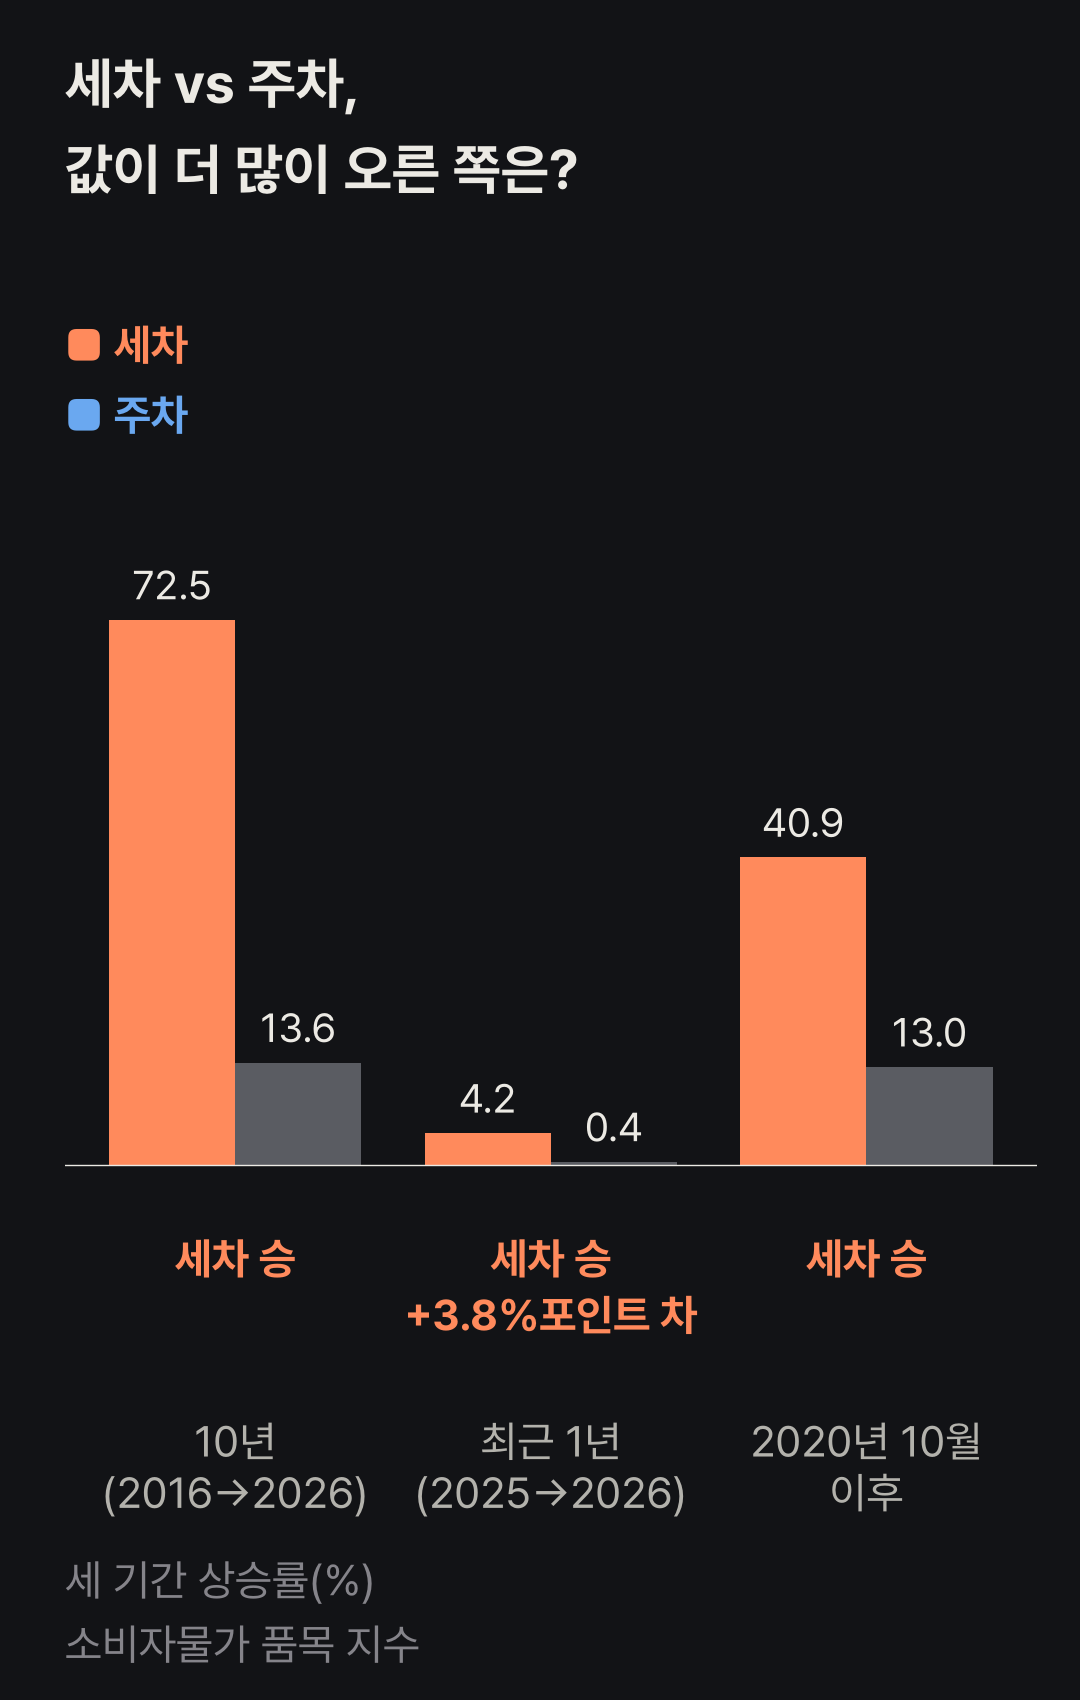 세차 vs 주차,
값이 더 많이 오른 쪽은?
세차
주차
72.5
13.6
4.2
0.4
40.9
13.0
세차 승
세차 승
+3.8%포인트 차
세차 승
10년
(2016→2026)
최근 1년
(2025→2026)
2020년 10월
이후
세 기간 상승률(%)
소비자물가 품목 지수